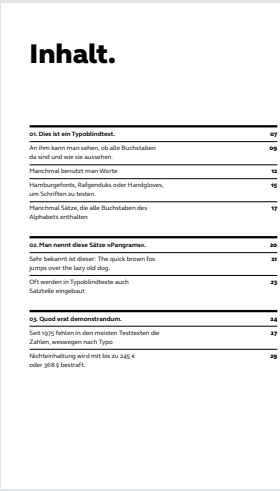 Inhalt.
01. Dies ist ein Typoblindtext. 07
An ihm kann man sehen, ob alle Buchstaben 09
da sind und wie sie aussehen.
Manchmal benutzt man Worte 12
Hamburgefonts, Rafgenduks oder Handgloves, 15
um Schriften zu testen.
Manchmal Sätze, die alle Buchstaben des 17
Alphabets enthalten
02. Man nennt diese Sätze »Pangrams«. 20
Sehr bekannt ist dieser: The quick brown fox 21
jumps over the lazy old dog.
Oft werden in Typoblindtexte auch 23
Satzteile eingebaut
03. Quod erat demonstrandum. 24
Seit 1975 fehlen in den meisten Testtexten die 27
Zahlen, weswegen nach Typo
Nichteinhaltung wird mit bis zu 245 € 29
oder 368 $ bestraft.